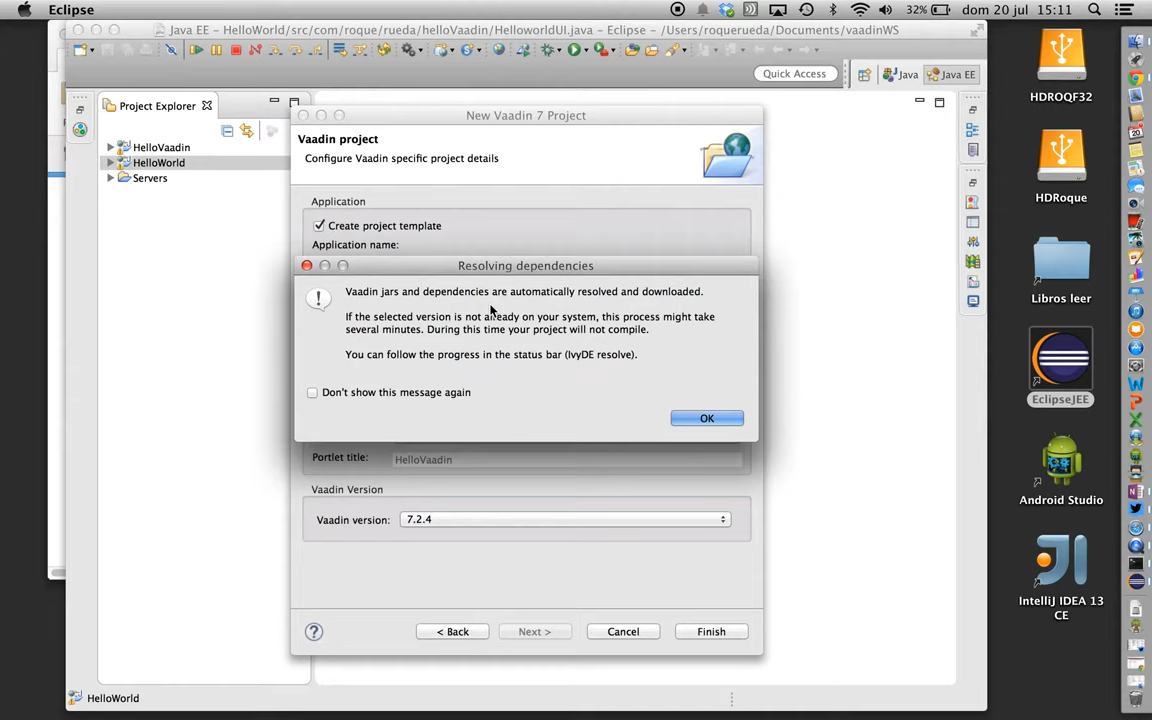 Eclipse
32% dom 20 jul 15:11
Java EE - HelloWorld/src/com/roque/rueda/helloVaadin/HelloworldUI.java - Eclipse - /Users/roquerueda/Documents/vaadinWS
Quick Access
Java
Java EE
Project Explorer
HelloVaadin
HelloWorld
Servers
New Vaadin 7 Project
Vaadin project
Configure Vaadin specific project details
Application
Create project template
Application name:
Resolving dependencies
Vaadin jars and dependencies are automatically resolved and downloaded.
If the selected version is not already on your system, this process might take
several minutes. During this time your project will not compile.
You can follow the progress in the status bar (IvyDE resolve).
Don't show this message again
OK
Portlet title: HelloVaadin
Vaadin Version
Vaadin version: 7.2.4
< Back
Next >
Cancel
Finish
HelloWorld
HDROQF32
HDRoque
Libros leer
EclipseJEE
Android Studio
IntelliJ IDEA 13
CE